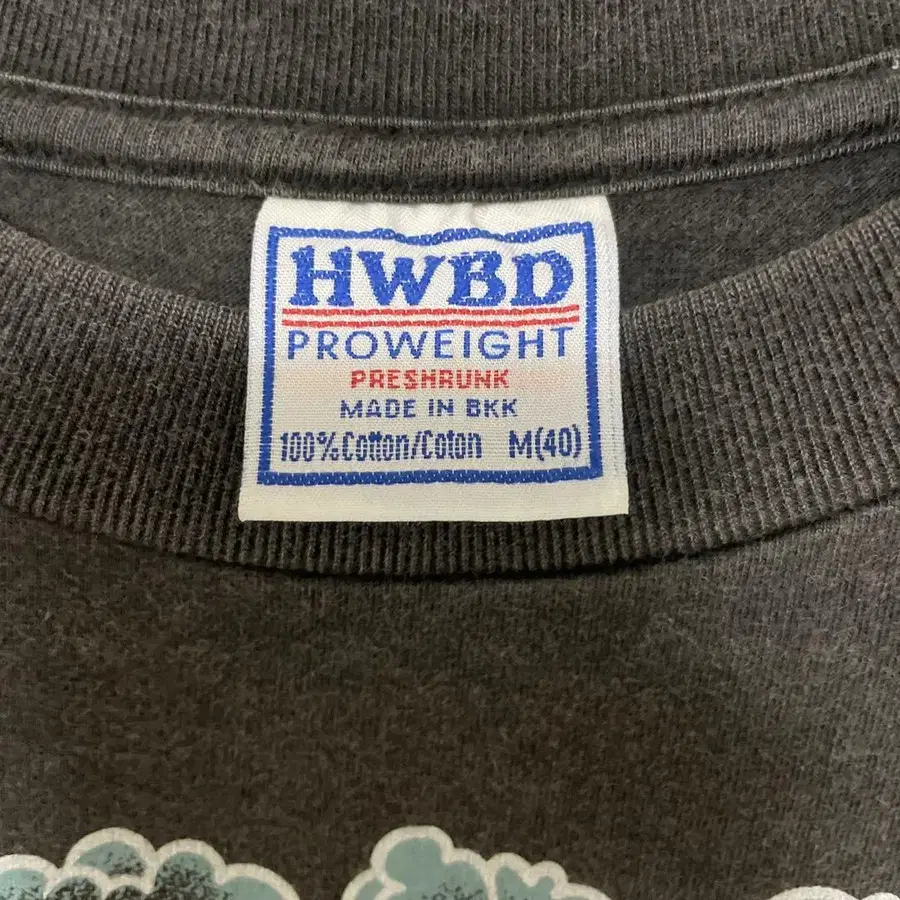 HWBD
PROWEIGHT
PRESHRUNK
MADE IN BKK
100% Cotton/Coton M(40)